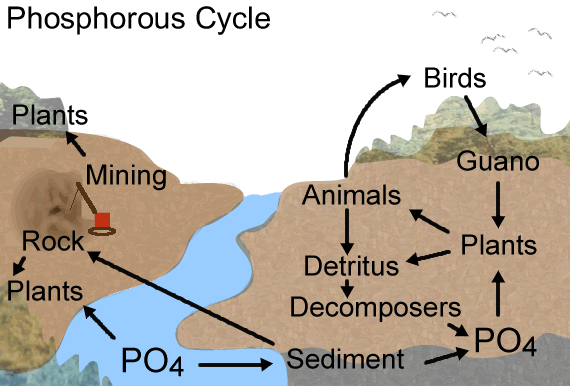 Phosphorous Cycle
Birds
Plants
Guano
Mining
Animals
Rock
Plants
Detritus
Plants
Decomposers
PO4
PO4
Sediment